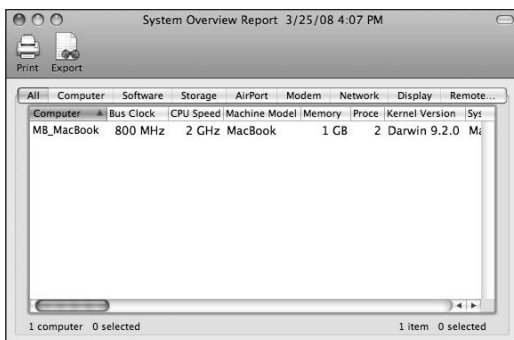 System Overview Report 3/25/08 4:07 PM
Print Export
All Computer Software Storage AirPort Modem Network Display Remote...
Computer Bus Clock CPU Speed Machine Model Memory Proce Kernel Version Sys
MB_MacBook 800 MHz 2 GHz MacBook 1 GB 2 Darwin 9.2.0 Ma
1 computer 0 selected 1 item 0 selected